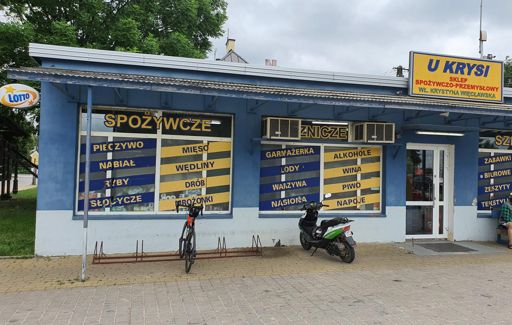 U KRYSI
SKLEP
SPOŻYWCZO-PRZEMYSŁOWY
WŁ. KRYSTYNA WIĘCŁAWSKA
LOTTO
SPOŻYWCZE
PIECZYWO
NABIAŁ
RYBY
SŁODYCZE
MIĘSO
WĘDLINY
DRÓB
MROŻONKI
ZNICZE
GARMAŻERKA
LODY
WARZYWA
NASIONA
ALKOHOLE
WINA
PIWO
NAPOJE
ZABAWKI
BIUROWE
ZESZYTY